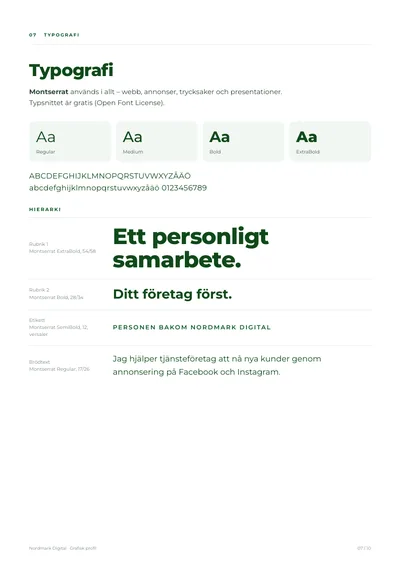 07 TYPOGRAFI
Typografi
Montserrat används i allt – webb, annonser, trycksaker och presentationer.
Typsnittet är gratis (Open Font License).
Aa Aa Aa Aa
Regular Medium Bold ExtraBold
ABCDEFGHIJKLMNOPQRSTUVWXYZÅÄÖ
abcdefghijklmnopqrstuvwxyzåäö 0123456789
HIERARKI
Rubrik 1
Montserrat ExtraBold, 54/58
Ett personligt
samarbete.
Rubrik 2
Montserrat Bold, 28/34
Ditt företag först.
Etikett
Montserrat SemiBold, 12,
versaler
PERSONEN BAKOM NORDMARK DIGITAL
Brödtext
Montserrat Regular, 17/26
Jag hjälper tjänsteföretag att nå nya kunder genom
annonsering på Facebook och Instagram.
Nordmark Digital · Grafisk profil